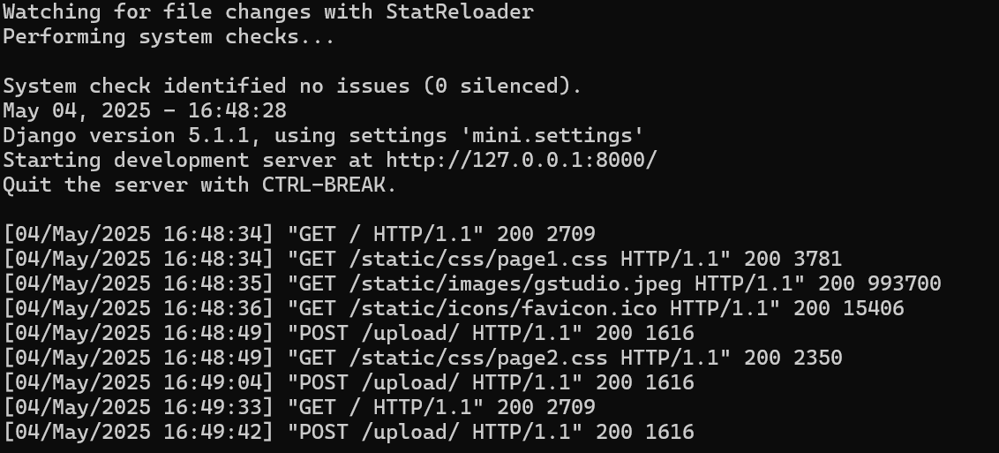 Watching for file changes with StatReloader
Performing system checks...
System check identified no issues (0 silenced).
May 04, 2025 - 16:48:28
Django version 5.1.1, using settings 'mini.settings'
Starting development server at http://127.0.0.1:8000/
Quit the server with CTRL-BREAK.
[04/May/2025 16:48:34] "GET / HTTP/1.1" 200 2709
[04/May/2025 16:48:34] "GET /static/css/page1.css HTTP/1.1" 200 3781
[04/May/2025 16:48:35] "GET /static/images/gstudio.jpeg HTTP/1.1" 200 993700
[04/May/2025 16:48:36] "GET /static/icons/favicon.ico HTTP/1.1" 200 15406
[04/May/2025 16:48:49] "POST /upload/ HTTP/1.1" 200 1616
[04/May/2025 16:48:49] "GET /static/css/page2.css HTTP/1.1" 200 2350
[04/May/2025 16:49:04] "POST /upload/ HTTP/1.1" 200 1616
[04/May/2025 16:49:33] "GET / HTTP/1.1" 200 2709
[04/May/2025 16:49:42] "POST /upload/ HTTP/1.1" 200 1616